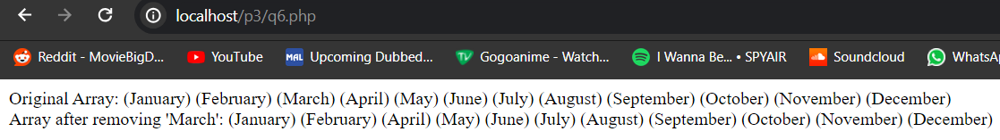 localhost/p3/q6.php
Reddit - MovieBigD... YouTube MAL Upcoming Dubbed... Gogoanime - Watch... I Wanna Be... • SPYAIR Soundcloud WhatsAp
Original Array: (January) (February) (March) (April) (May) (June) (July) (August) (September) (October) (November) (December)
Array after removing 'March': (January) (February) (April) (May) (June) (July) (August) (September) (October) (November) (December)